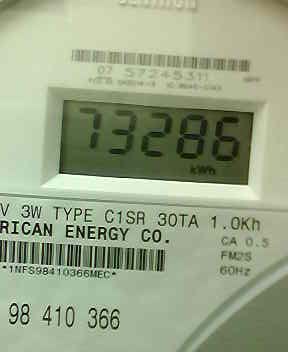 07 57245311
73286
kWh
V 3W TYPE C1SR 30TA 1.0Kh
RICAN ENERGY CO.
CA 0.5
FM2S
60Hz
*1NFS98410366MEC*
98 410 366